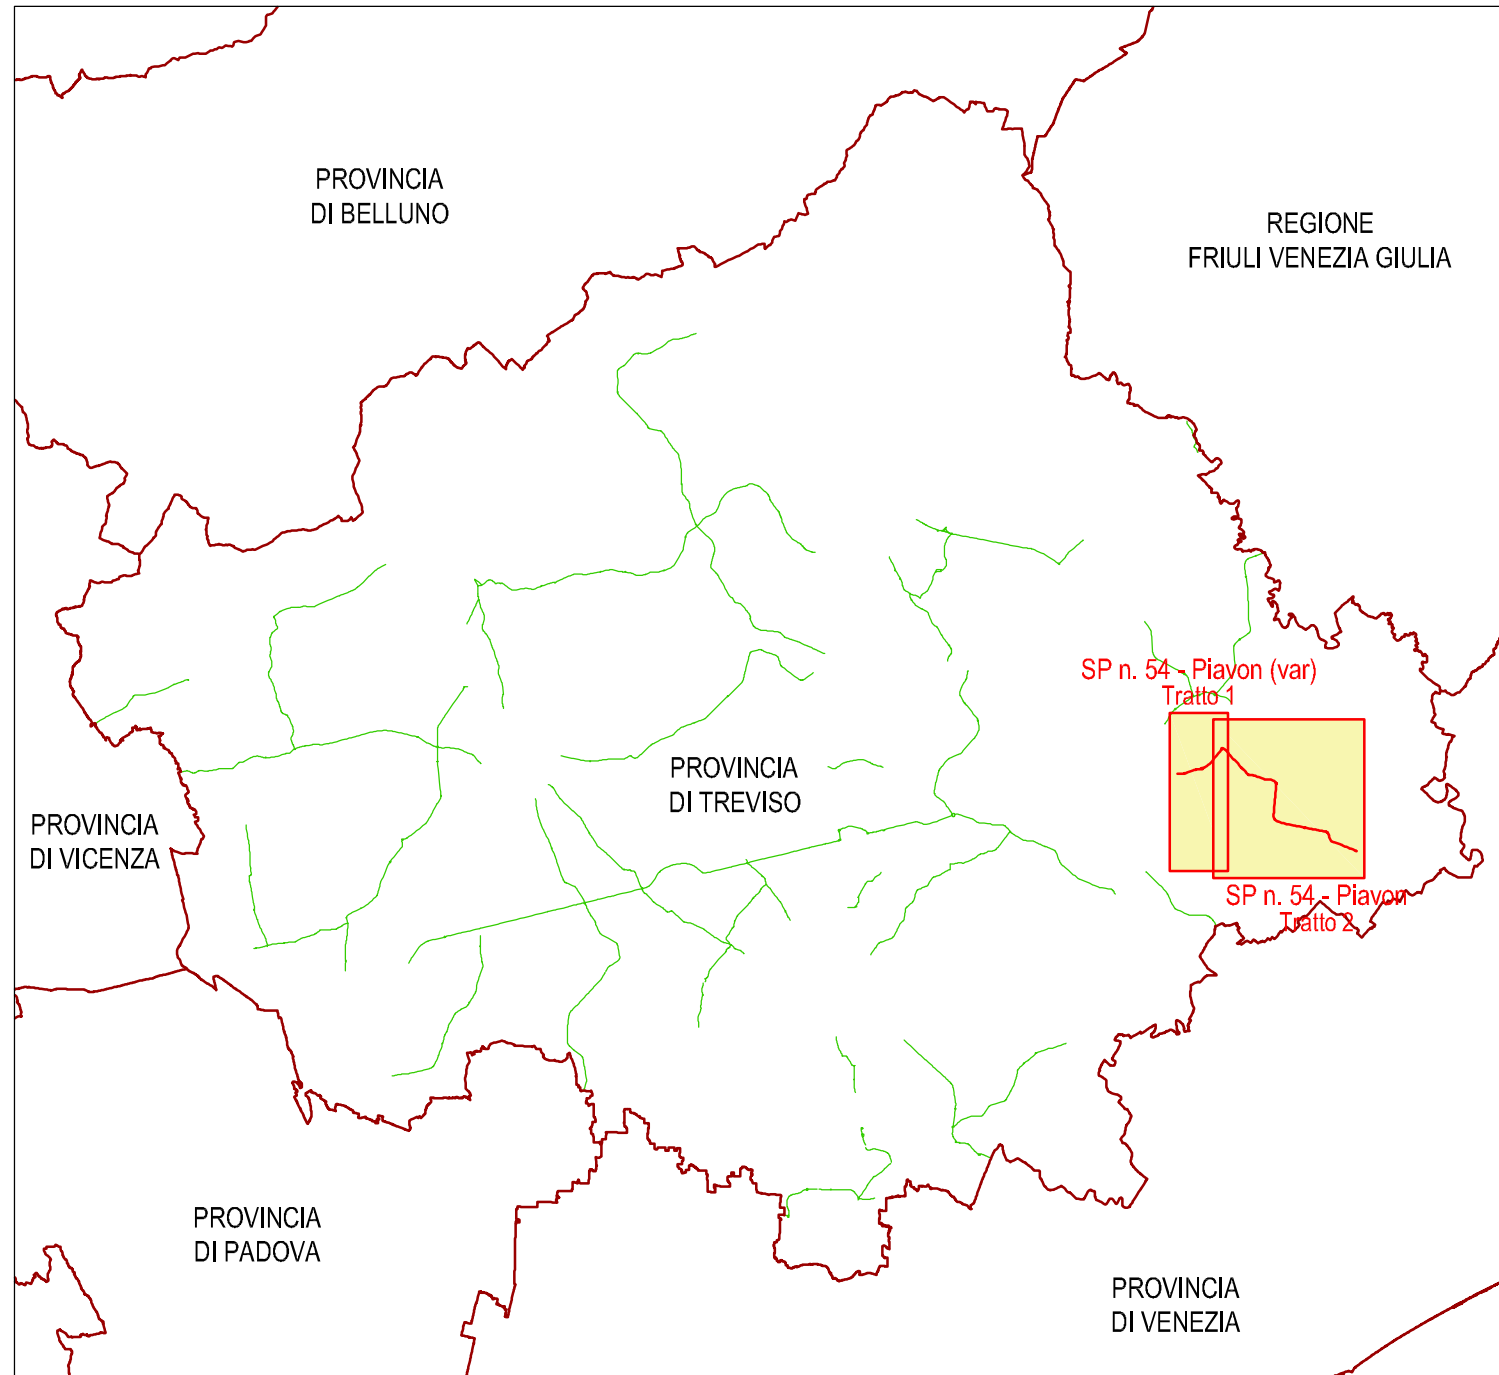 PROVINCIA
DI BELLUNO
REGIONE
FRIULI VENEZIA GIULIA
SP n. 54 - Piavon (var)
Tratto 1
PROVINCIA
DI TREVISO
PROVINCIA
DI VICENZA
SP n. 54 - Piavon
Tratto 2
PROVINCIA
DI PADOVA
PROVINCIA
DI VENEZIA